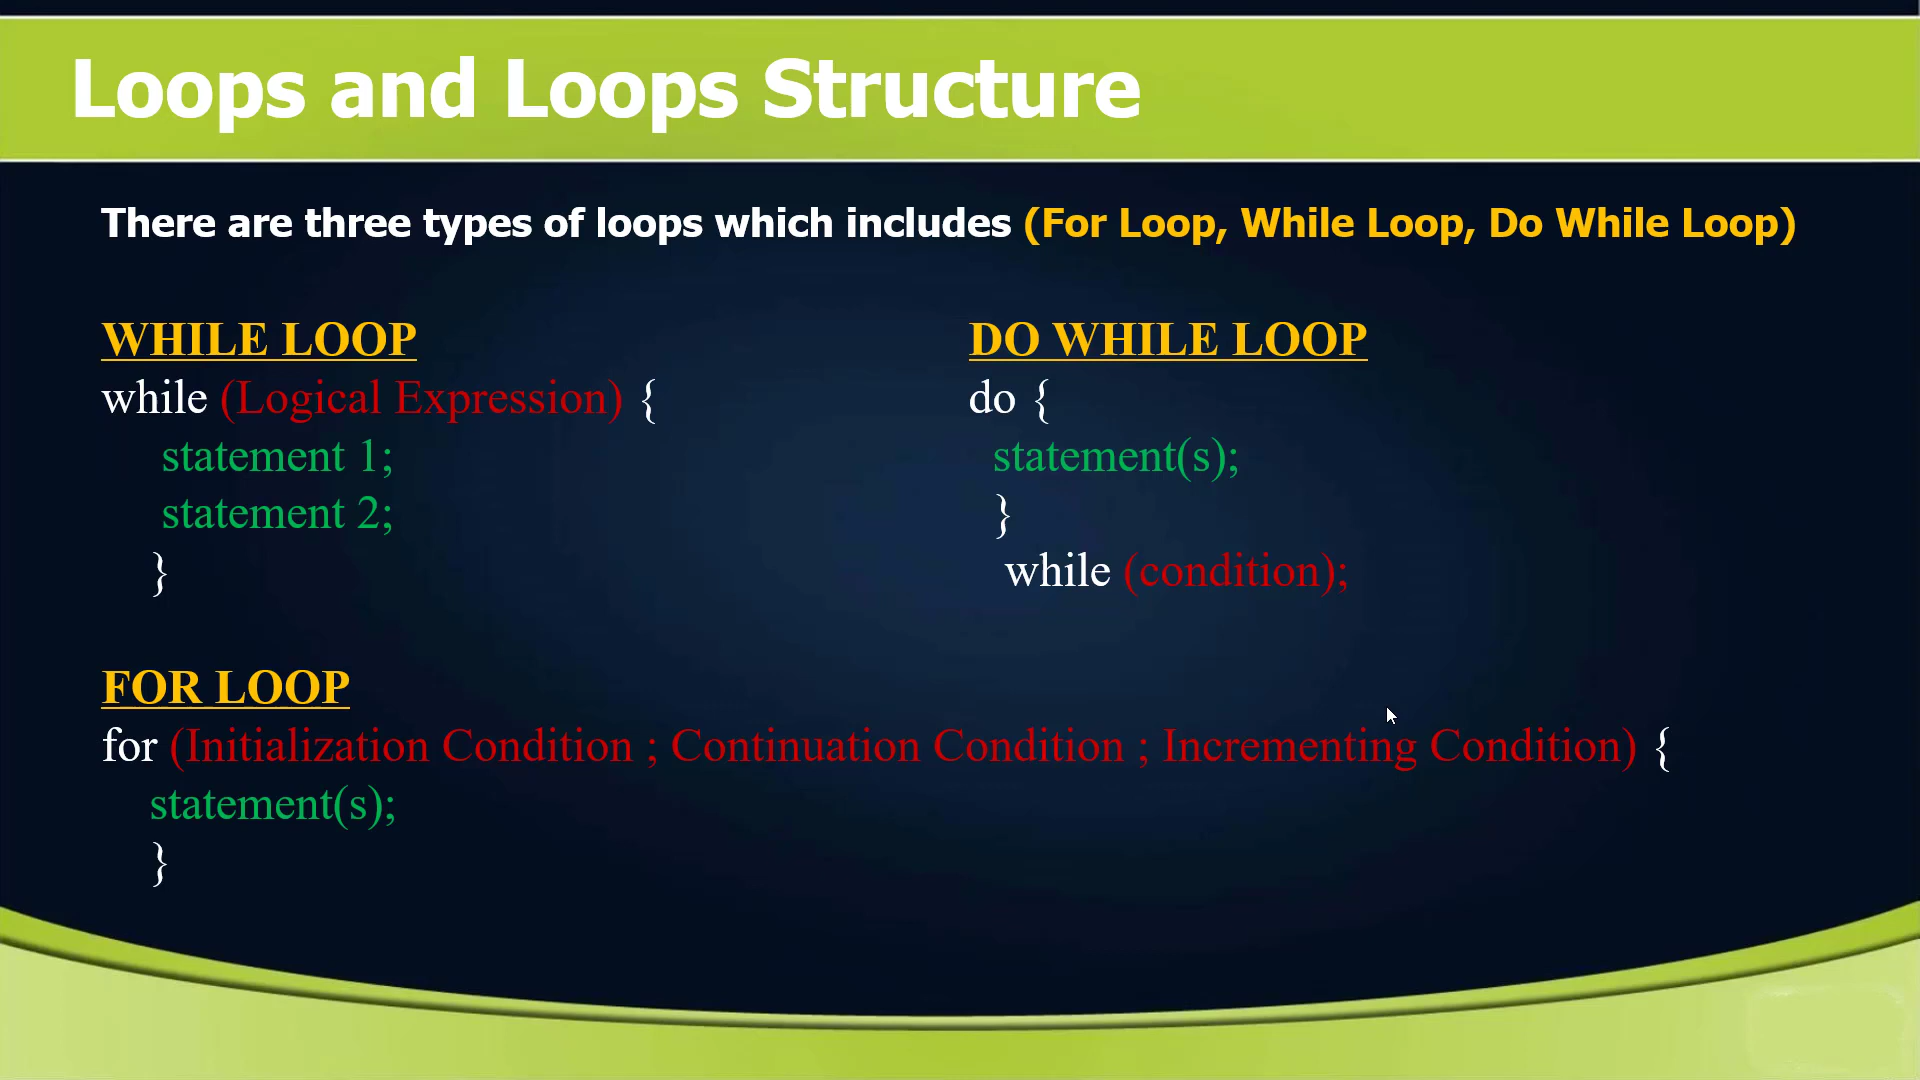 Loops and Loops Structure
There are three types of loops which includes (For Loop, While Loop, Do While Loop)
WHILE LOOP
while (Logical Expression) {
statement 1;
statement 2;
}
DO WHILE LOOP
do {
statement(s);
}
while (condition);
FOR LOOP
for (Initialization Condition ; Continuation Condition ; Incrementing Condition) {
statement(s);
}